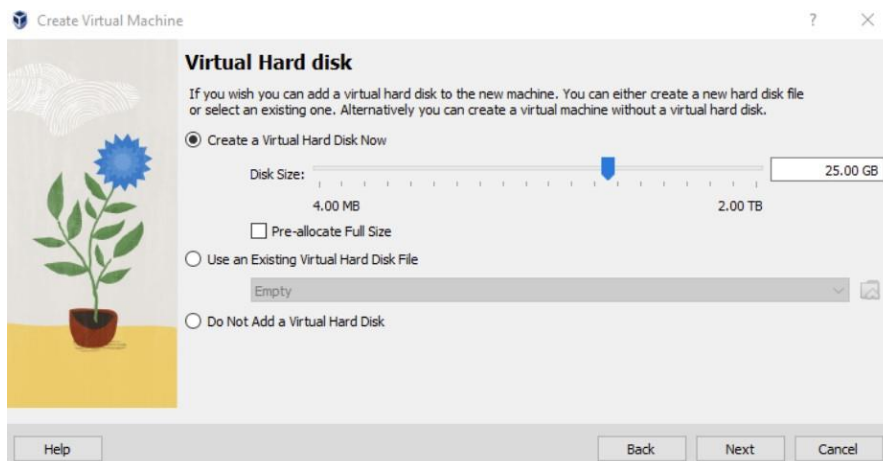 Create Virtual Machine
Virtual Hard disk
If you wish you can add a virtual hard disk to the new machine. You can either create a new hard disk file
or select an existing one. Alternatively you can create a virtual machine without a virtual hard disk.
Create a Virtual Hard Disk Now
Disk Size: 25.00 GB
4.00 MB 2.00 TB
Pre-allocate Full Size
Use an Existing Virtual Hard Disk File
Empty
Do Not Add a Virtual Hard Disk
Help Back Next Cancel